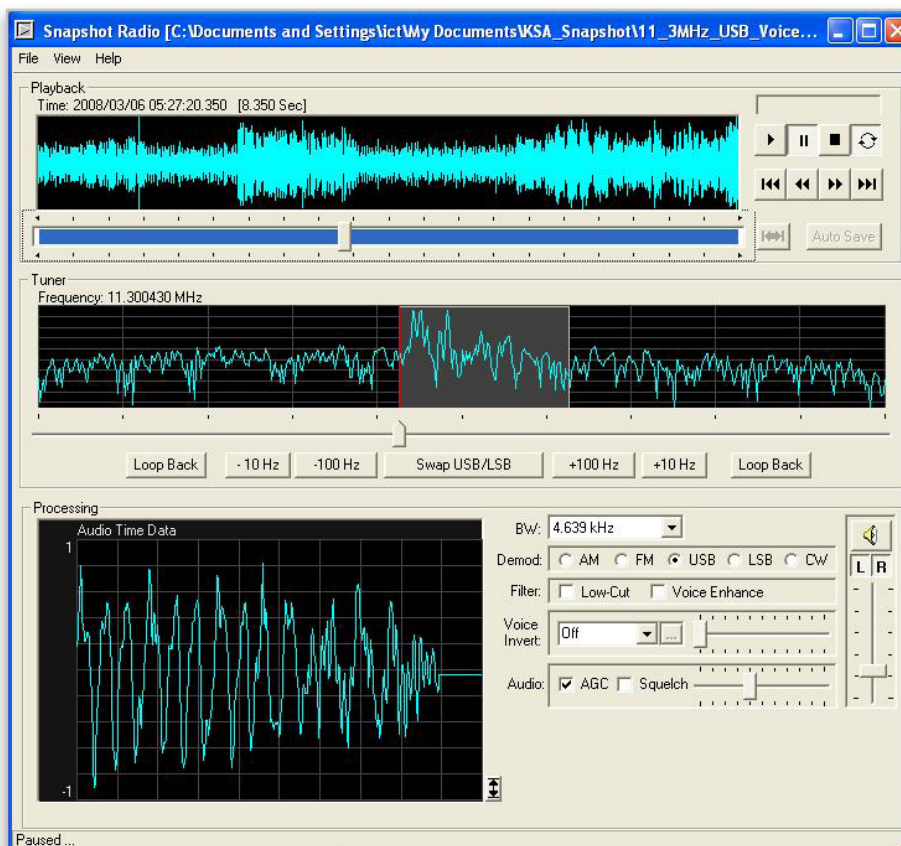 Snapshot Radio [C:\Documents and Settings\ict\My Documents\KSA_Snapshot\11_3MHz_USB_Voice...
File View Help
Playback
Time: 2008/03/06 05:27:20.350 [8.350 Sec]
Auto Save
Tuner
Frequency: 11.300430 MHz
Loop Back - 10 Hz -100 Hz Swap USB/LSB +100 Hz +10 Hz Loop Back
Processing
Audio Time Data
1
-1
BW: 4.639 kHz
Demod: AM FM USB LSB CW
L R
Filter: Low-Cut Voice Enhance
Voice Invert: Off ...
Audio: AGC Squelch
Paused ...